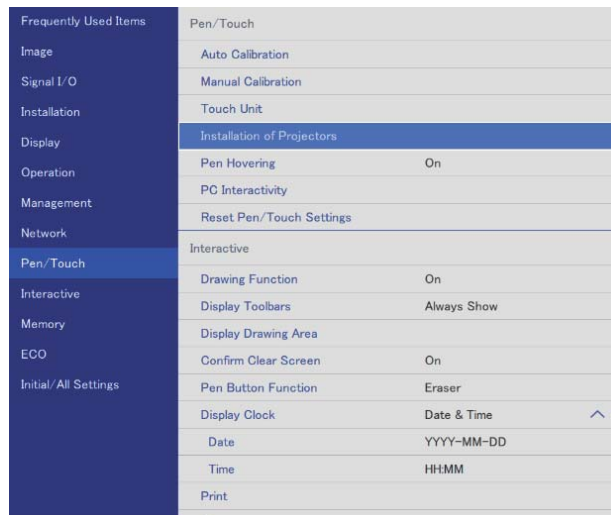 Frequently Used Items
Image
Signal I/O
Installation
Display
Operation
Management
Network
Pen/Touch
Interactive
Memory
ECO
Initial/All Settings
Pen/Touch
Auto Calibration
Manual Calibration
Touch Unit
Installation of Projectors
Pen Hovering On
PC Interactivity
Reset Pen/Touch Settings
Interactive
Drawing Function On
Display Toolbars Always Show
Display Drawing Area
Confirm Clear Screen On
Pen Button Function Eraser
Display Clock Date & Time
Date YYYY-MM-DD
Time HH:MM
Print